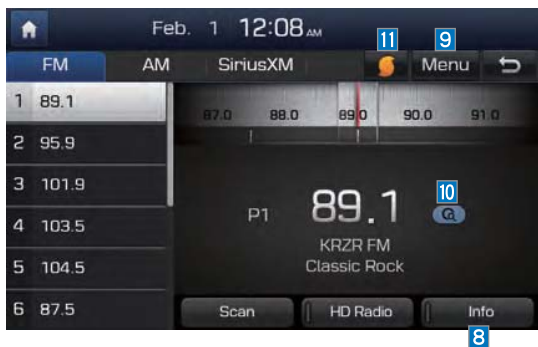 Feb. 1 12:08 AM
11
9
FM AM SiriusXM Menu
1 89.1
2 95.9
3 101.9
4 103.5
5 104.5
6 87.5
87.0 88.0 89.0 90.0 91.0
10
P1 89.1
KRZR FM
Classic Rock
Scan HD Radio Info
8